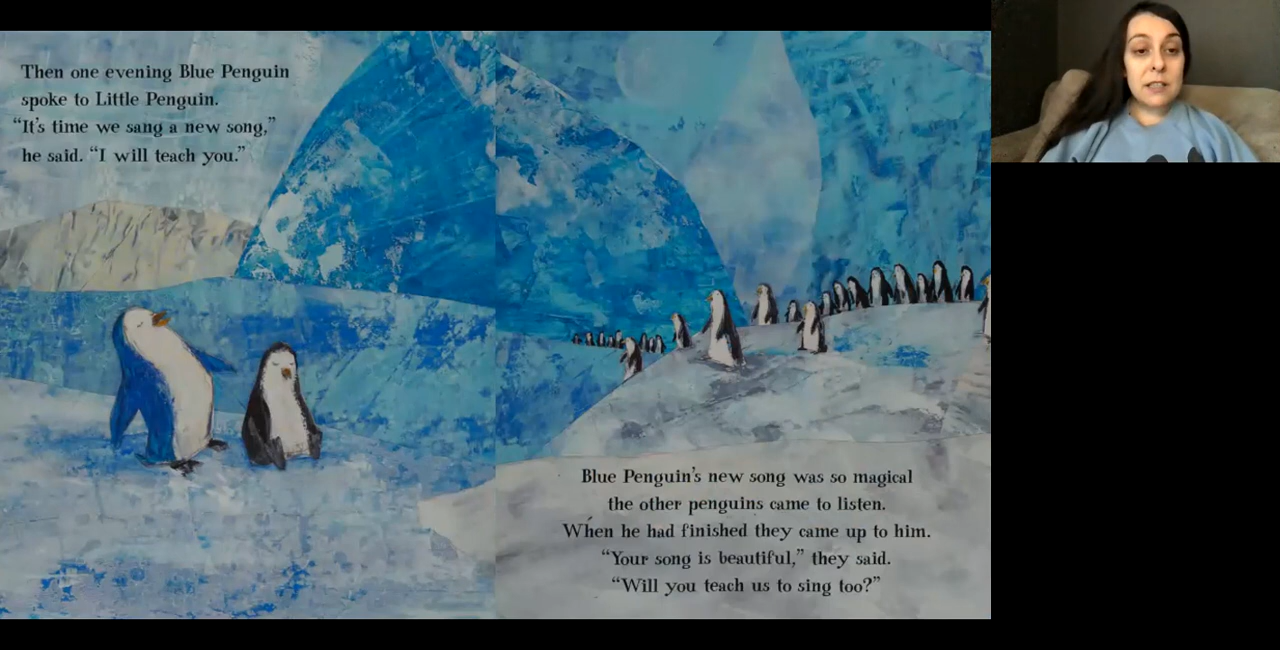 Then one evening Blue Penguin
spoke to Little Penguin.
“It’s time we sang a new song,”
he said. “I will teach you.”
Blue Penguin’s new song was so magical
the other penguins came to listen.
When he had finished they came up to him.
“Your song is beautiful,” they said.
“Will you teach us to sing too?”